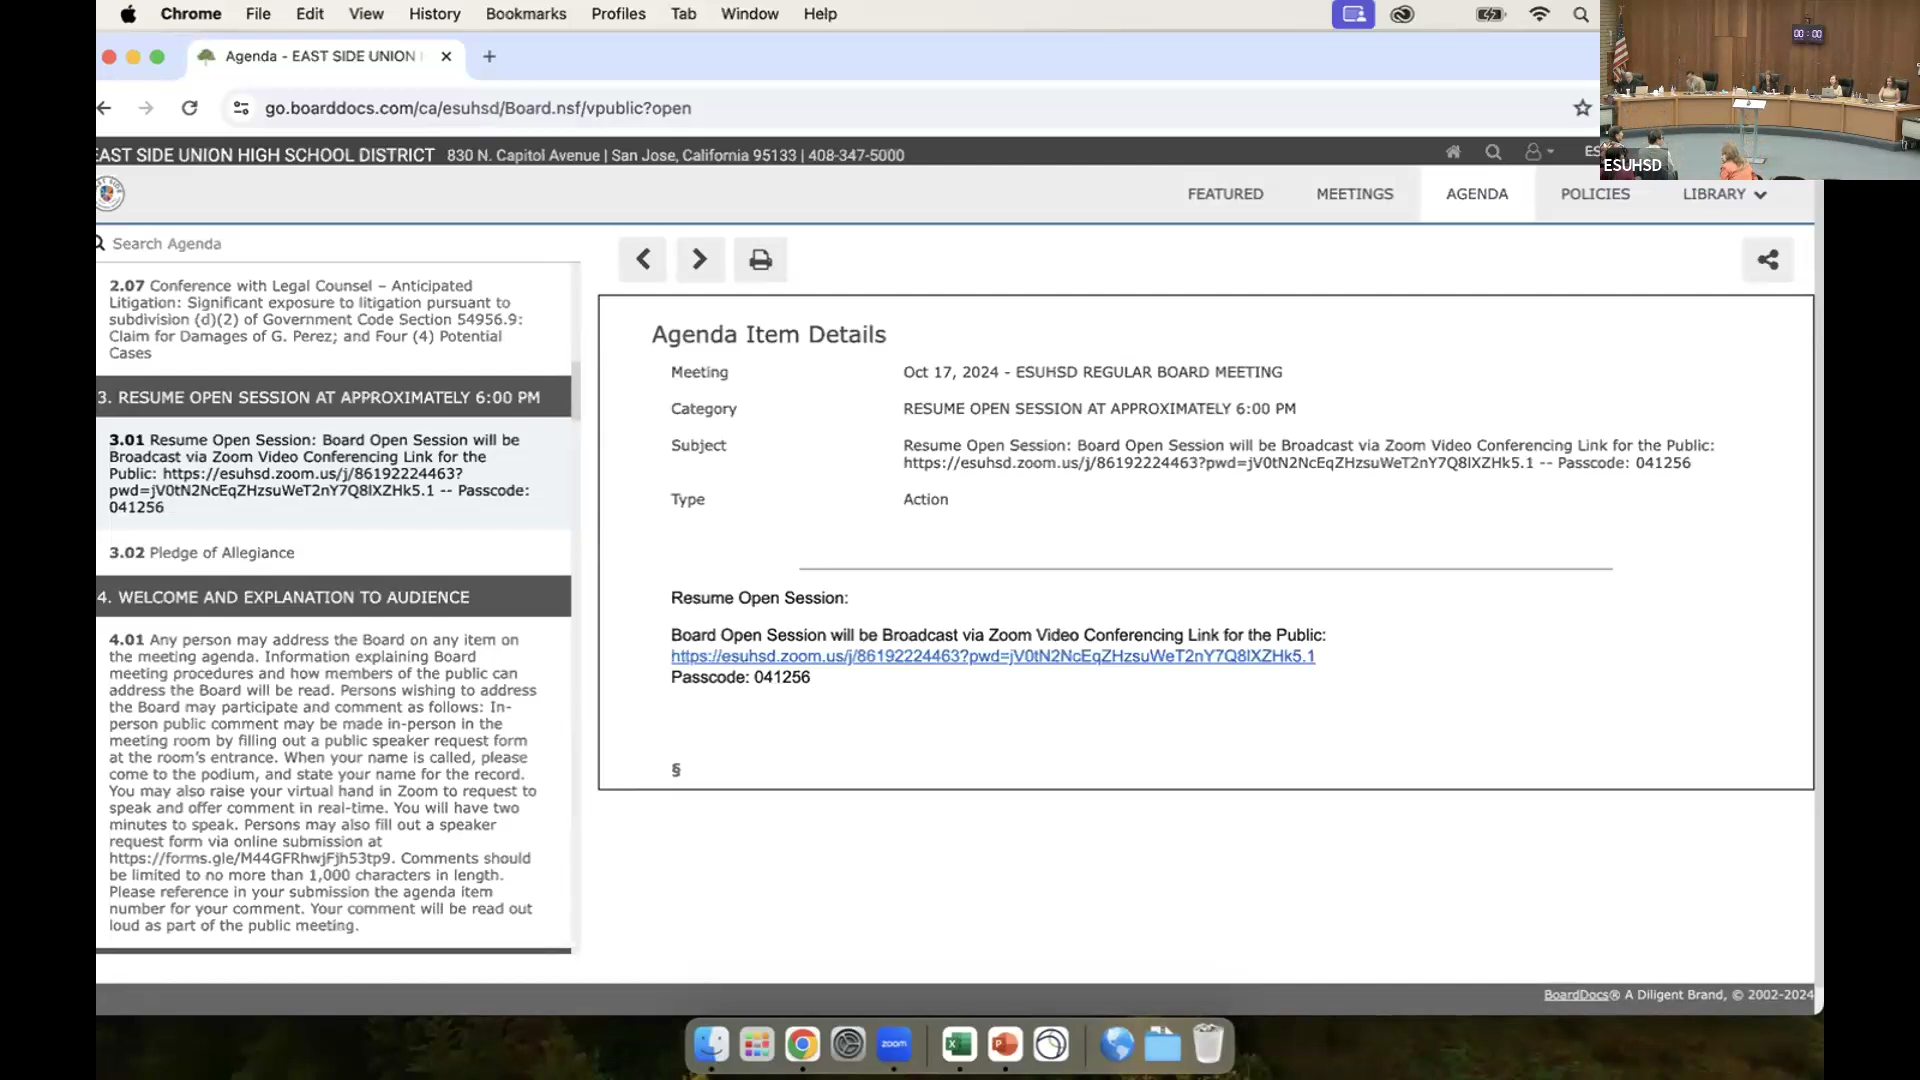 Chrome File Edit View History Bookmarks Profiles Tab Window Help
Agenda - EAST SIDE UNION
go.boarddocs.com/ca/esuhsd/Board.nsf/vpublic?open
00:00
ESUHSD
EAST SIDE UNION HIGH SCHOOL DISTRICT 830 N. Capitol Avenue | San Jose, California 95133 | 408-347-5000
ES
FEATURED MEETINGS AGENDA POLICIES LIBRARY
Search Agenda
2.07 Conference with Legal Counsel – Anticipated
Litigation: Significant exposure to litigation pursuant to
subdivision (d)(2) of Government Code Section 54956.9:
Claim for Damages of G. Perez; and Four (4) Potential
Cases
3. RESUME OPEN SESSION AT APPROXIMATELY 6:00 PM
3.01 Resume Open Session: Board Open Session will be
Broadcast via Zoom Video Conferencing Link for the
Public: https://esuhsd.zoom.us/j/86192224463?
pwd=jV0tN2NcEqZHzsuWeT2nY7Q8lXZHk5.1 -- Passcode:
041256
3.02 Pledge of Allegiance
4. WELCOME AND EXPLANATION TO AUDIENCE
4.01 Any person may address the Board on any item on
the meeting agenda. Information explaining Board
meeting procedures and how members of the public can
address the Board will be read. Persons wishing to address
the Board may participate and comment as follows: In-
person public comment may be made in-person in the
meeting room by filling out a public speaker request form
at the room's entrance. When your name is called, please
come to the podium, and state your name for the record.
You may also raise your virtual hand in Zoom to request to
speak and offer comment in real-time. You will have two
minutes to speak. Persons may also fill out a speaker
request form via online submission at
https://forms.gle/M44GFRhwjFjh53tp9. Comments should
be limited to no more than 1,000 characters in length.
Please reference in your submission the agenda item
number for your comment. Your comment will be read out
loud as part of the public meeting.
Agenda Item Details
Meeting Oct 17, 2024 - ESUHSD REGULAR BOARD MEETING
Category RESUME OPEN SESSION AT APPROXIMATELY 6:00 PM
Subject Resume Open Session: Board Open Session will be Broadcast via Zoom Video Conferencing Link for the Public:
https://esuhsd.zoom.us/j/86192224463?pwd=jV0tN2NcEqZHzsuWeT2nY7Q8lXZHk5.1 -- Passcode: 041256
Type Action
Resume Open Session:
Board Open Session will be Broadcast via Zoom Video Conferencing Link for the Public:
https://esuhsd.zoom.us/j/86192224463?pwd=jV0tN2NcEqZHzsuWeT2nY7Q8lXZHk5.1
Passcode: 041256
§
BoardDocs® A Diligent Brand, © 2002-2024
zoom